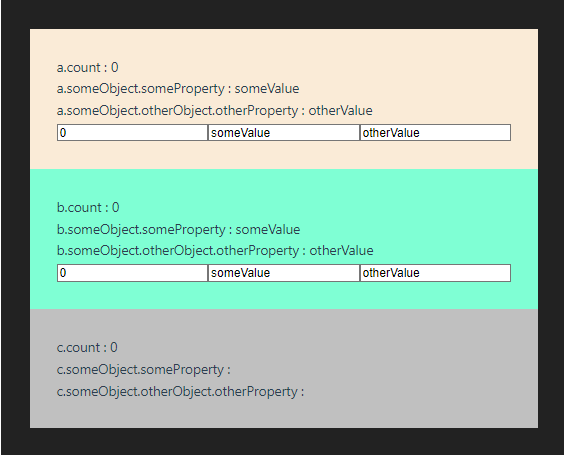 a.count : 0
a.someObject.someProperty : someValue
a.someObject.otherObject.otherProperty : otherValue
0 someValue otherValue
b.count : 0
b.someObject.someProperty : someValue
b.someObject.otherObject.otherProperty : otherValue
0 someValue otherValue
c.count : 0
c.someObject.someProperty :
c.someObject.otherObject.otherProperty :